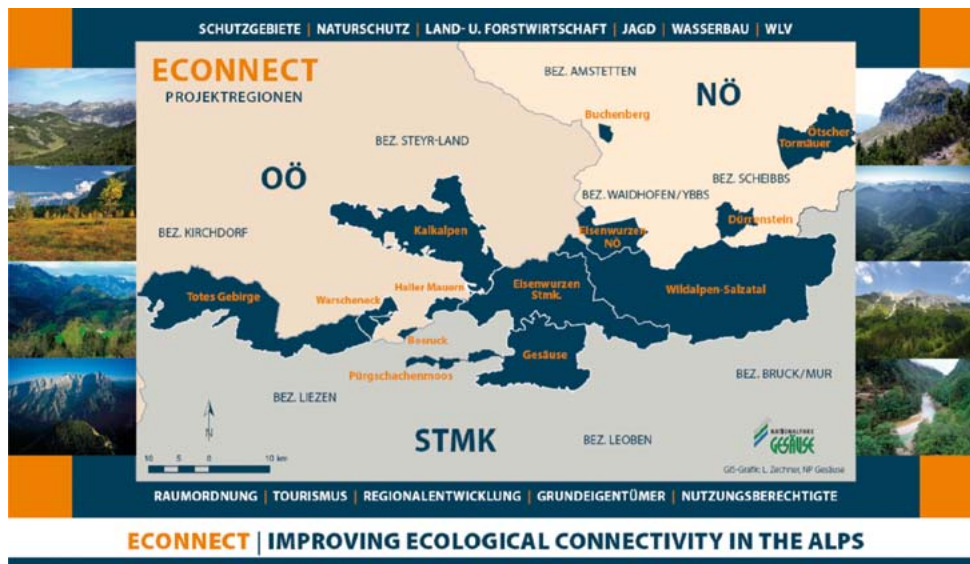 SCHUTZGEBIETE | NATURSCHUTZ | LAND- U. FORSTWIRTSCHAFT | JAGD | WASSERBAU | WLV
ECONNECT
PROJEKTREGIONEN
BEZ. AMSTETTEN
NÖ
Buchenberg
Ötscher-
Tormäuer
BEZ. STEYR-LAND
OÖ
BEZ. SCHEIBBS
BEZ. WAIDHOFEN/YBBS
Dürrenstein
BEZ. KIRCHDORF
Kalkalpen
Eisenwurzen
NÖ
Totes Gebirge
Warscheneck
Haller Mauern
Eisenwurzen
Stmk.
Wildalpen-Salzatal
Bosruck
Gesäuse
Pürgschachenmoos
BEZ. BRUCK/MUR
BEZ. LIEZEN
N
STMK
BEZ. LEOBEN
NATIONALPARK
GESÄUSE
10 5 0 10 km
GIS-Grafik: L. Zechner, NP Gesäuse
RAUMORDNUNG | TOURISMUS | REGIONALENTWICKLUNG | GRUNDEIGENTÜMER | NUTZUNGSBERECHTIGTE
ECONNECT | IMPROVING ECOLOGICAL CONNECTIVITY IN THE ALPS